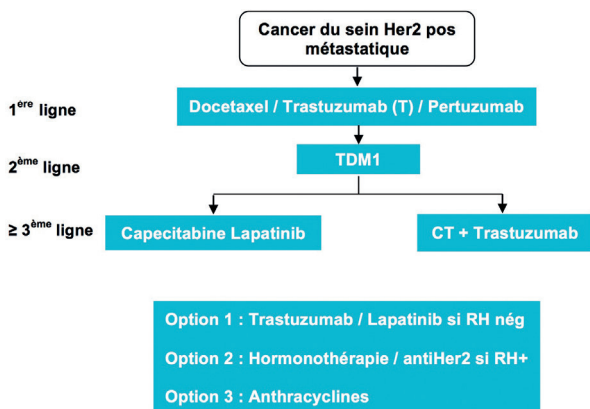 Cancer du sein Her2 pos
métastatique
1ère ligne
Docetaxel / Trastuzumab (T) / Pertuzumab
2ème ligne
TDM1
≥ 3ème ligne
Capecitabine Lapatinib
CT + Trastuzumab
Option 1 : Trastuzumab / Lapatinib si RH nég
Option 2 : Hormonothérapie / antiHer2 si RH+
Option 3 : Anthracyclines